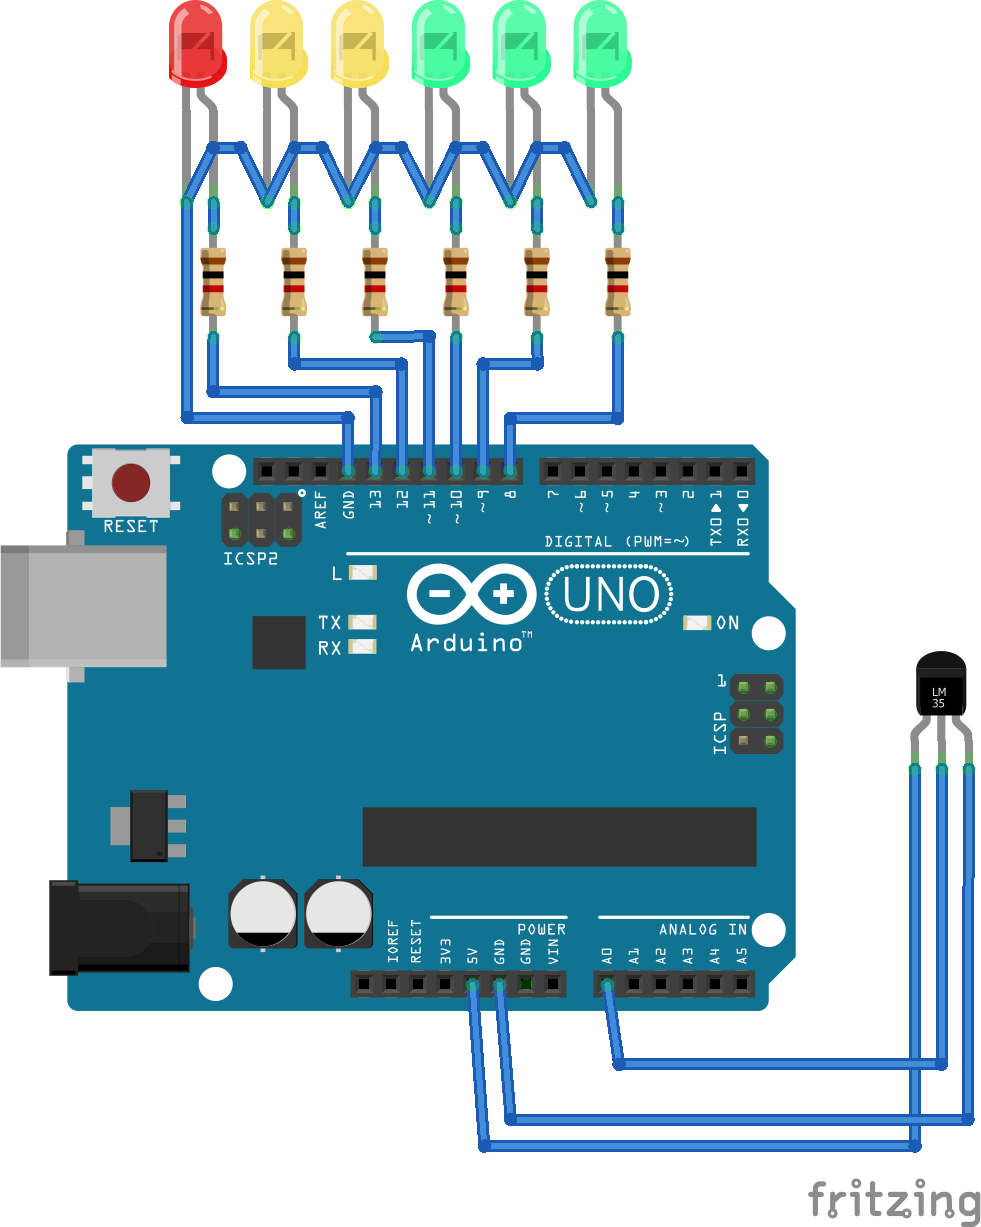 AREF
GND
13
12
~11
~10
~9
8
7
~6
~5
4
~3
2
TX0▶1
RX0◀0
RESET
ICSP2
DIGITAL (PWM=~)
L
TX
RX
Arduino™
UNO
ON
1
ICSP
LM
35
IOREF
RESET
3V3
5V
GND
GND
VIN
POWER
ANALOG IN
A0
A1
A2
A3
A4
A5
fritzing